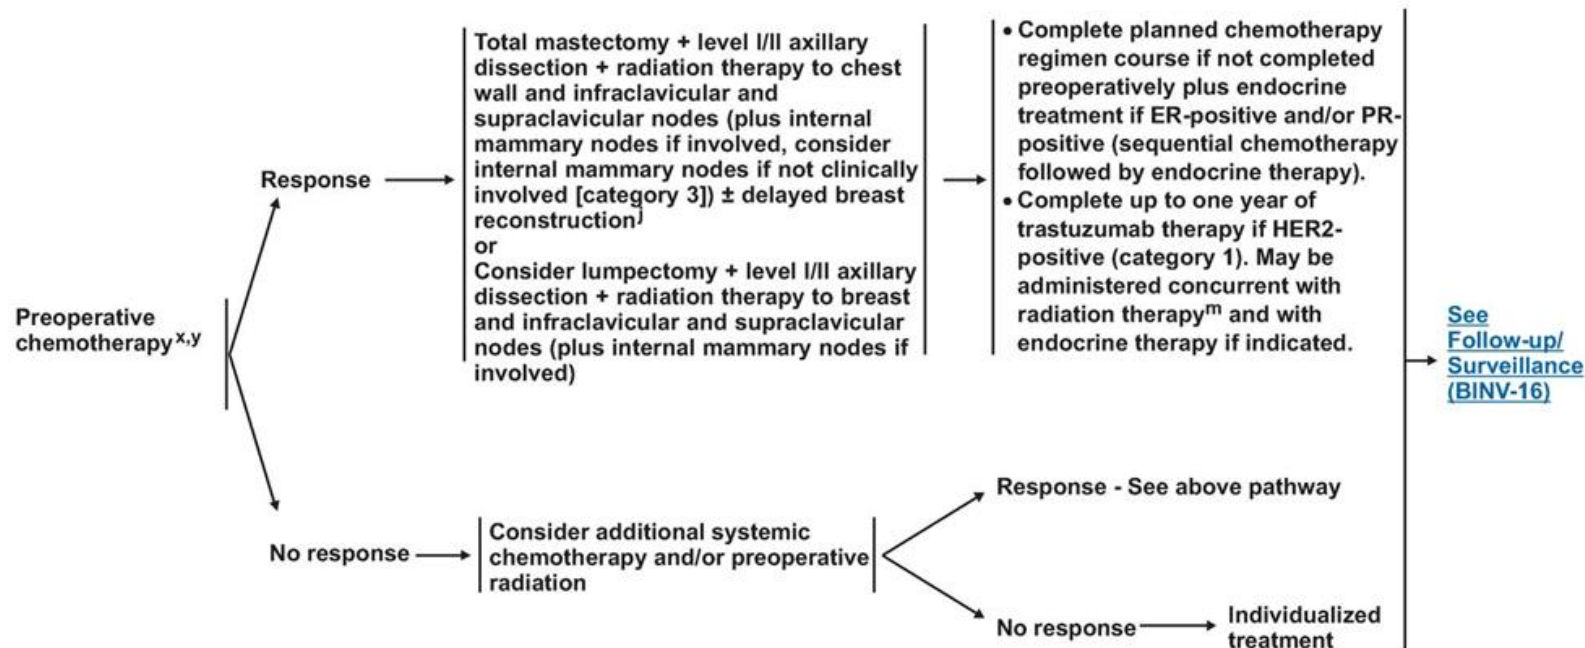 Preoperative
chemotherapy x,y
Response
Total mastectomy + level I/II axillary
dissection + radiation therapy to chest
wall and infraclavicular and
supraclavicular nodes (plus internal
mammary nodes if involved, consider
internal mammary nodes if not clinically
involved [category 3]) ± delayed breast
reconstruction j
or
Consider lumpectomy + level I/II axillary
dissection + radiation therapy to breast
and infraclavicular and supraclavicular
nodes (plus internal mammary nodes if
involved)
• Complete planned chemotherapy
regimen course if not completed
preoperatively plus endocrine
treatment if ER-positive and/or PR-
positive (sequential chemotherapy
followed by endocrine therapy).
• Complete up to one year of
trastuzumab therapy if HER2-
positive (category 1). May be
administered concurrent with
radiation therapy m and with
endocrine therapy if indicated.
See
Follow-up/
Surveillance
(BINV-16)
No response
Consider additional systemic
chemotherapy and/or preoperative
radiation
Response - See above pathway
No response
Individualized
treatment